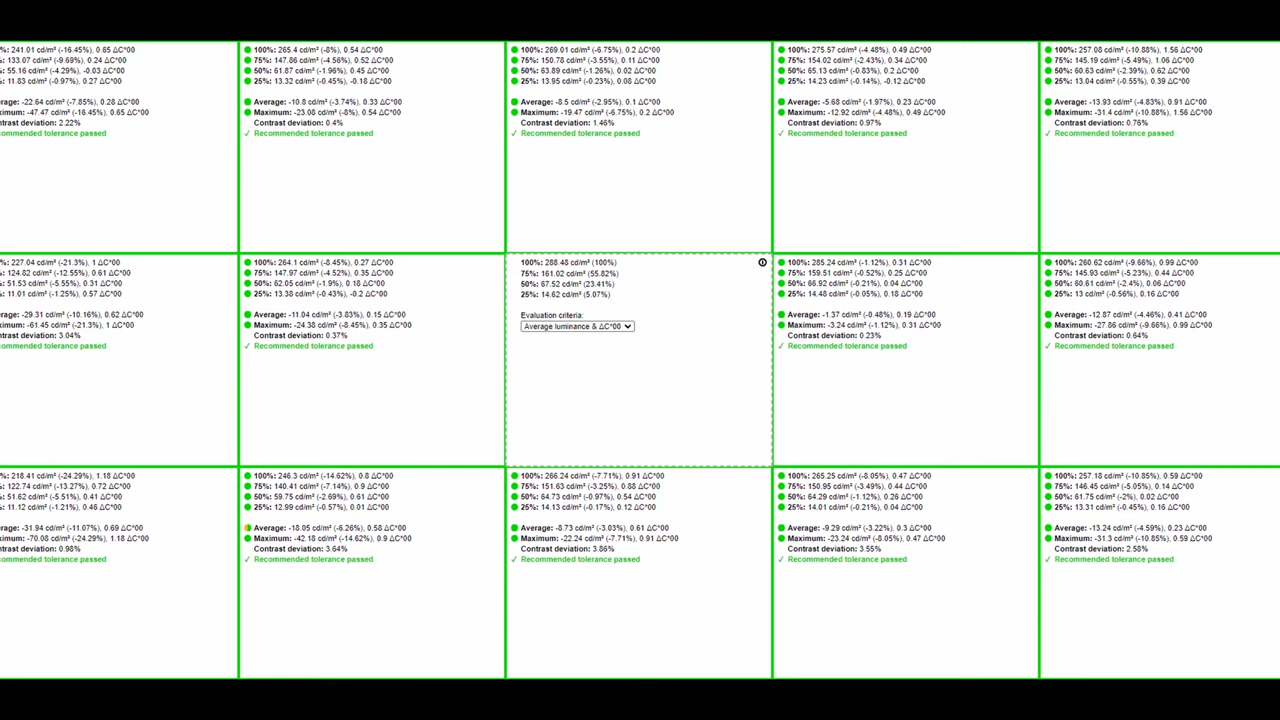 %: 241.01 cd/m² (-16.45%), 0.65 ΔC*00
%: 133.07 cd/m² (-9.69%), 0.24 ΔC*00
%: 55.16 cd/m² (-4.29%), -0.03 ΔC*00
%: 11.83 cd/m² (-0.97%), 0.27 ΔC*00
erage: -22.64 cd/m² (-7.85%), 0.28 ΔC*00
aximum: -47.47 cd/m² (-16.45%), 0.65 ΔC*00
ntrast deviation: 2.22%
commended tolerance passed
100%: 265.4 cd/m² (-8%), 0.54 ΔC*00
75%: 147.86 cd/m² (-4.56%), 0.52 ΔC*00
50%: 61.87 cd/m² (-1.96%), 0.45 ΔC*00
25%: 13.32 cd/m² (-0.45%), -0.18 ΔC*00
Average: -10.8 cd/m² (-3.74%), 0.33 ΔC*00
Maximum: -23.08 cd/m² (-8%), 0.54 ΔC*00
Contrast deviation: 0.4%
✓ Recommended tolerance passed
100%: 269.01 cd/m² (-6.75%), 0.2 ΔC*00
75%: 150.78 cd/m² (-3.55%), 0.11 ΔC*00
50%: 63.89 cd/m² (-1.26%), 0.02 ΔC*00
25%: 13.95 cd/m² (-0.23%), 0.08 ΔC*00
Average: -8.5 cd/m² (-2.95%), 0.1 ΔC*00
Maximum: -19.47 cd/m² (-6.75%), 0.2 ΔC*00
Contrast deviation: 1.46%
✓ Recommended tolerance passed
100%: 275.57 cd/m² (-4.48%), 0.49 ΔC*00
75%: 154.02 cd/m² (-2.43%), 0.34 ΔC*00
50%: 65.13 cd/m² (-0.83%), 0.2 ΔC*00
25%: 14.23 cd/m² (-0.14%), -0.12 ΔC*00
Average: -5.68 cd/m² (-1.97%), 0.23 ΔC*00
Maximum: -12.92 cd/m² (-4.48%), 0.49 ΔC*00
Contrast deviation: 0.97%
✓ Recommended tolerance passed
100%: 257.08 cd/m² (-10.88%), 1.56 ΔC*00
75%: 145.19 cd/m² (-5.49%), 1.06 ΔC*00
50%: 60.63 cd/m² (-2.39%), 0.62 ΔC*00
25%: 13.04 cd/m² (-0.55%), 0.39 ΔC*00
Average: -13.93 cd/m² (-4.83%), 0.91 ΔC*00
Maximum: -31.4 cd/m² (-10.88%), 1.56 ΔC*00
Contrast deviation: 0.76%
✓ Recommended tolerance passed
%: 227.04 cd/m² (-21.3%), 1 ΔC*00
%: 124.82 cd/m² (-12.55%), 0.61 ΔC*00
%: 51.53 cd/m² (-5.55%), 0.31 ΔC*00
%: 11.01 cd/m² (-1.25%), 0.57 ΔC*00
erage: -29.31 cd/m² (-10.16%), 0.62 ΔC*00
aximum: -61.45 cd/m² (-21.3%), 1 ΔC*00
ntrast deviation: 3.04%
commended tolerance passed
100%: 264.1 cd/m² (-8.45%), 0.27 ΔC*00
75%: 147.97 cd/m² (-4.52%), 0.35 ΔC*00
50%: 62.05 cd/m² (-1.9%), 0.18 ΔC*00
25%: 13.38 cd/m² (-0.43%), -0.2 ΔC*00
Average: -11.04 cd/m² (-3.83%), 0.15 ΔC*00
Maximum: -24.38 cd/m² (-8.45%), 0.35 ΔC*00
Contrast deviation: 0.37%
✓ Recommended tolerance passed
100%: 288.48 cd/m² (100%)
75%: 161.02 cd/m² (55.82%)
50%: 67.52 cd/m² (23.41%)
25%: 14.62 cd/m² (5.07%)
Evaluation criteria:
Average luminance & ΔC*00
100%: 285.24 cd/m² (-1.12%), 0.31 ΔC*00
75%: 159.51 cd/m² (-0.52%), 0.25 ΔC*00
50%: 66.92 cd/m² (-0.21%), 0.04 ΔC*00
25%: 14.48 cd/m² (-0.05%), 0.18 ΔC*00
Average: -1.37 cd/m² (-0.48%), 0.19 ΔC*00
Maximum: -3.24 cd/m² (-1.12%), 0.31 ΔC*00
Contrast deviation: 0.23%
✓ Recommended tolerance passed
100%: 260.62 cd/m² (-9.66%), 0.99 ΔC*00
75%: 145.93 cd/m² (-5.23%), 0.44 ΔC*00
50%: 60.61 cd/m² (-2.4%), 0.06 ΔC*00
25%: 13 cd/m² (-0.56%), 0.16 ΔC*00
Average: -12.87 cd/m² (-4.46%), 0.41 ΔC*00
Maximum: -27.86 cd/m² (-9.66%), 0.99 ΔC*00
Contrast deviation: 0.64%
✓ Recommended tolerance passed
%: 218.41 cd/m² (-24.29%), 1.18 ΔC*00
%: 122.74 cd/m² (-13.27%), 0.72 ΔC*00
%: 51.62 cd/m² (-5.51%), 0.41 ΔC*00
%: 11.12 cd/m² (-1.21%), 0.46 ΔC*00
erage: -31.94 cd/m² (-11.07%), 0.69 ΔC*00
aximum: -70.08 cd/m² (-24.29%), 1.18 ΔC*00
ntrast deviation: 0.98%
commended tolerance passed
100%: 246.3 cd/m² (-14.62%), 0.8 ΔC*00
75%: 140.41 cd/m² (-7.14%), 0.9 ΔC*00
50%: 59.75 cd/m² (-2.69%), 0.61 ΔC*00
25%: 12.99 cd/m² (-0.57%), 0.01 ΔC*00
Average: -18.05 cd/m² (-6.26%), 0.58 ΔC*00
Maximum: -42.18 cd/m² (-14.62%), 0.9 ΔC*00
Contrast deviation: 3.64%
✓ Recommended tolerance passed
100%: 266.24 cd/m² (-7.71%), 0.91 ΔC*00
75%: 151.63 cd/m² (-3.25%), 0.88 ΔC*00
50%: 64.73 cd/m² (-0.97%), 0.54 ΔC*00
25%: 14.13 cd/m² (-0.17%), 0.12 ΔC*00
Average: -8.73 cd/m² (-3.03%), 0.61 ΔC*00
Maximum: -22.24 cd/m² (-7.71%), 0.91 ΔC*00
Contrast deviation: 3.86%
✓ Recommended tolerance passed
100%: 265.25 cd/m² (-8.05%), 0.47 ΔC*00
75%: 150.95 cd/m² (-3.49%), 0.44 ΔC*00
50%: 64.29 cd/m² (-1.12%), 0.26 ΔC*00
25%: 14.01 cd/m² (-0.21%), 0.04 ΔC*00
Average: -9.29 cd/m² (-3.22%), 0.3 ΔC*00
Maximum: -23.24 cd/m² (-8.05%), 0.47 ΔC*00
Contrast deviation: 3.55%
✓ Recommended tolerance passed
100%: 257.18 cd/m² (-10.85%), 0.59 ΔC*00
75%: 146.45 cd/m² (-5.05%), 0.14 ΔC*00
50%: 61.75 cd/m² (-2%), 0.02 ΔC*00
25%: 13.31 cd/m² (-0.45%), 0.16 ΔC*00
Average: -13.24 cd/m² (-4.59%), 0.23 ΔC*00
Maximum: -31.3 cd/m² (-10.85%), 0.59 ΔC*00
Contrast deviation: 2.58%
✓ Recommended tolerance passed